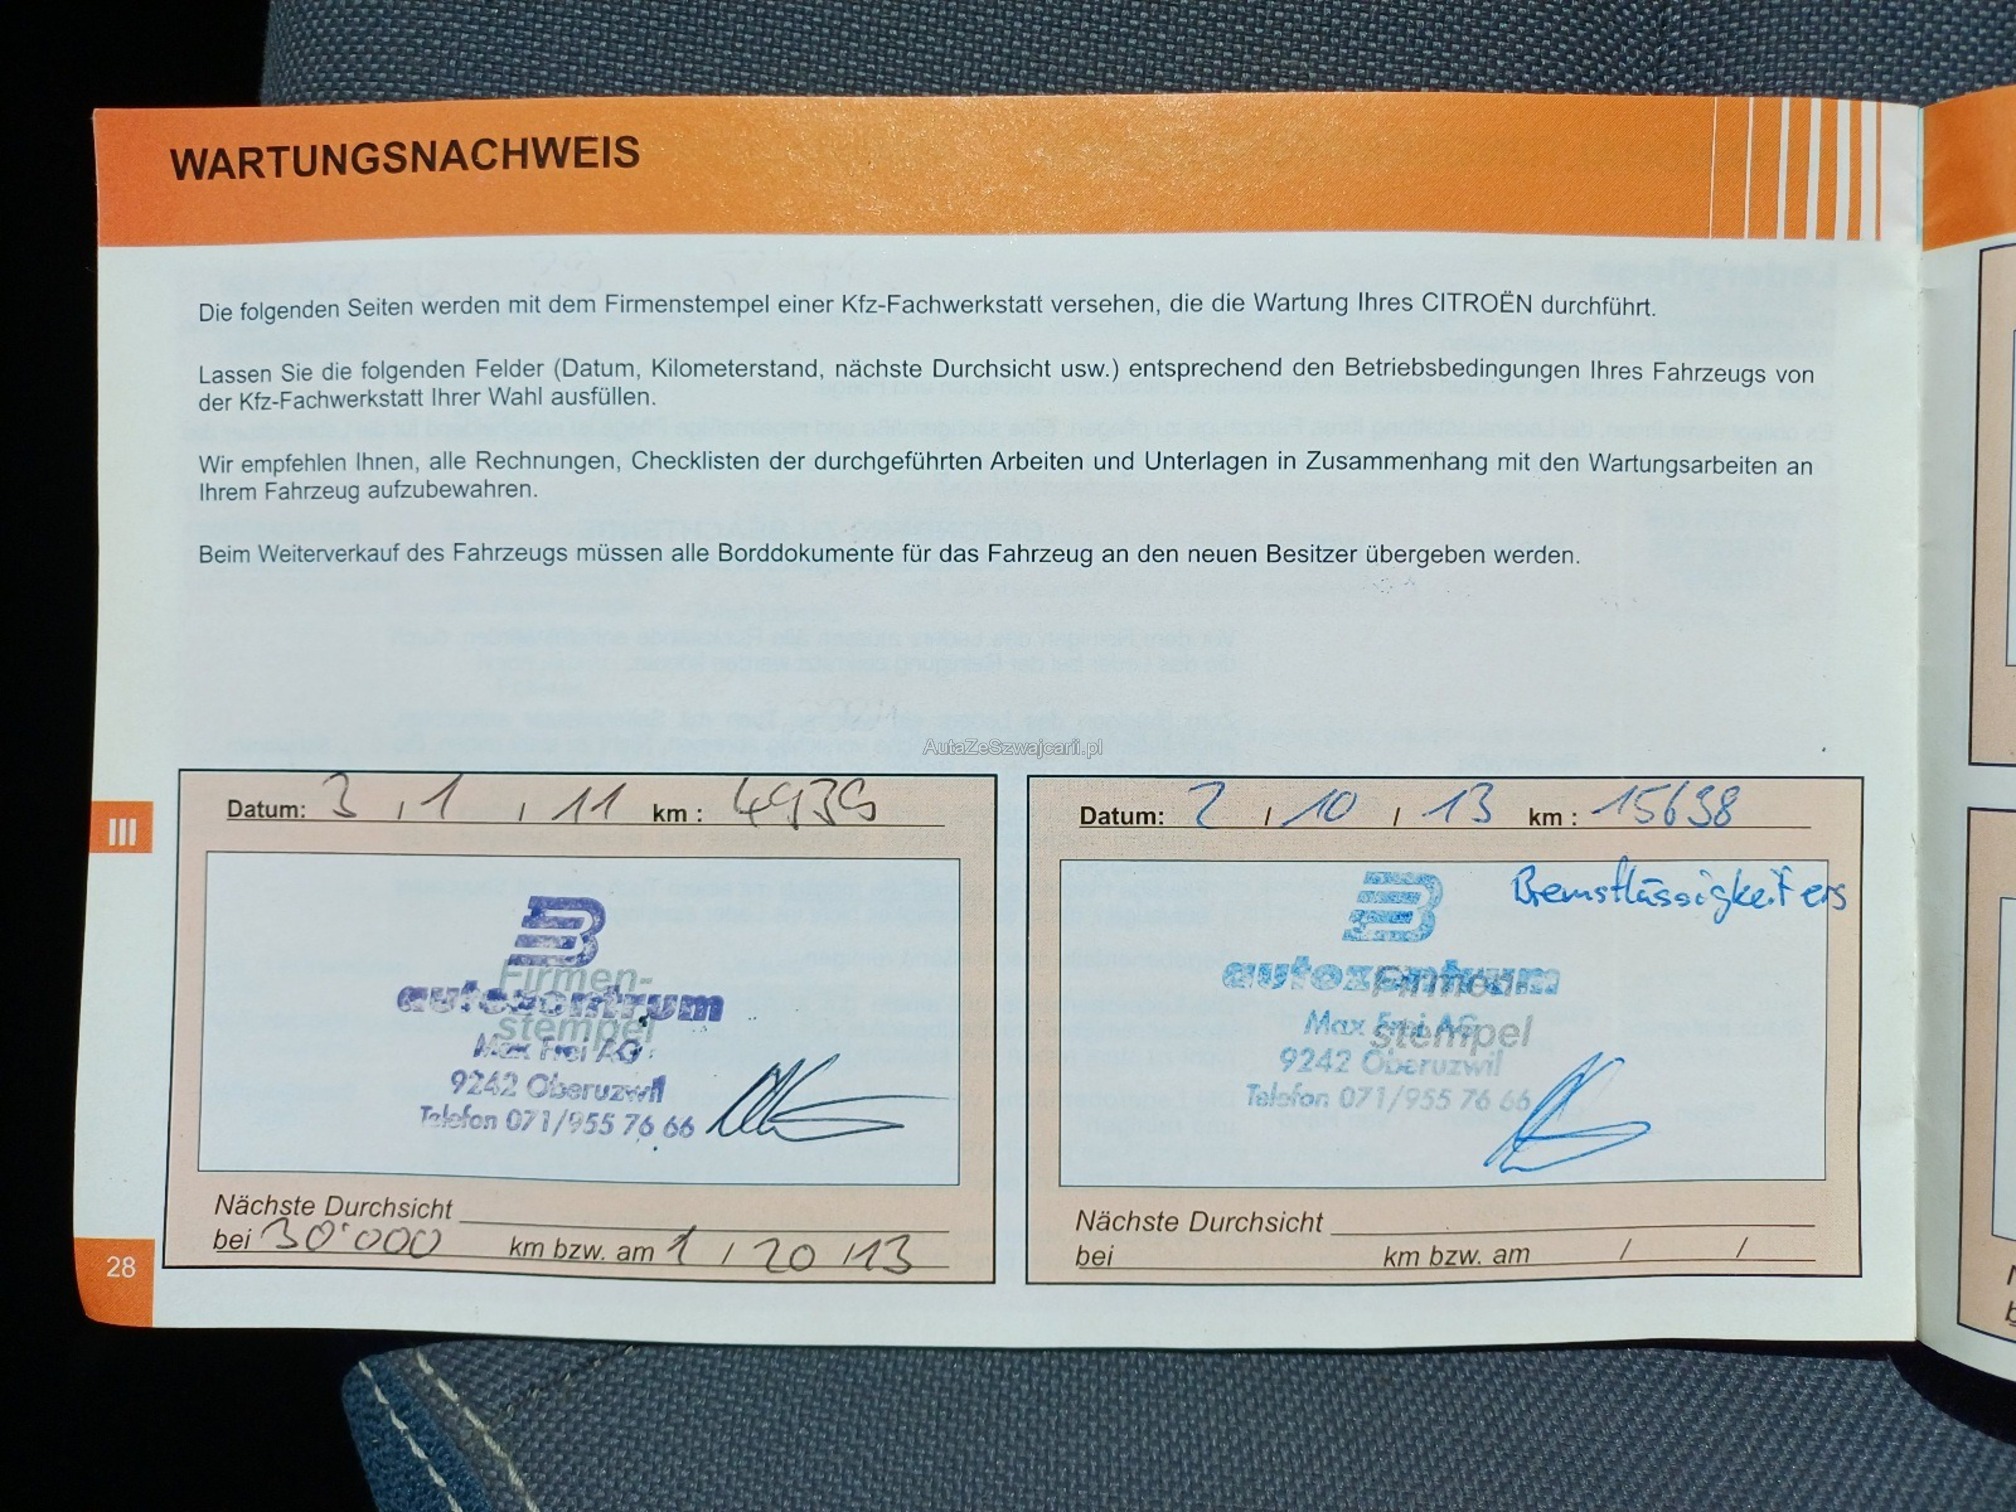 WARTUNGSNACHWEIS
Die folgenden Seiten werden mit dem Firmenstempel einer Kfz-Fachwerkstatt versehen, die die Wartung Ihres CITROËN durchführt.
Lassen Sie die folgenden Felder (Datum, Kilometerstand, nächste Durchsicht usw.) entsprechend den Betriebsbedingungen Ihres Fahrzeugs von
der Kfz-Fachwerkstatt Ihrer Wahl ausfüllen.
Wir empfehlen Ihnen, alle Rechnungen, Checklisten der durchgeführten Arbeiten und Unterlagen in Zusammenhang mit den Wartungsarbeiten an
Ihrem Fahrzeug aufzubewahren.
Beim Weiterverkauf des Fahrzeugs müssen alle Borddokumente für das Fahrzeug an den neuen Besitzer übergeben werden.
AutaZeSzwajcarii.pl
III
Datum: 3 / 1 / 11 km : 4939
Firmen-
autozentrum
stempel
Max Frei AG
9242 Oberuzwil
Telefon 071/955 76 66
Nächste Durchsicht
bei 30'000 km bzw. am 1 / 20 / 13
Datum: 2 / 10 / 13 km : 15698
Bremsflüssigkeit ers
autozentrum
Firmen-
Max Frei AG
stempel
9242 Oberuzwil
Telefon 071/955 76 66
Nächste Durchsicht
bei km bzw. am / /
28